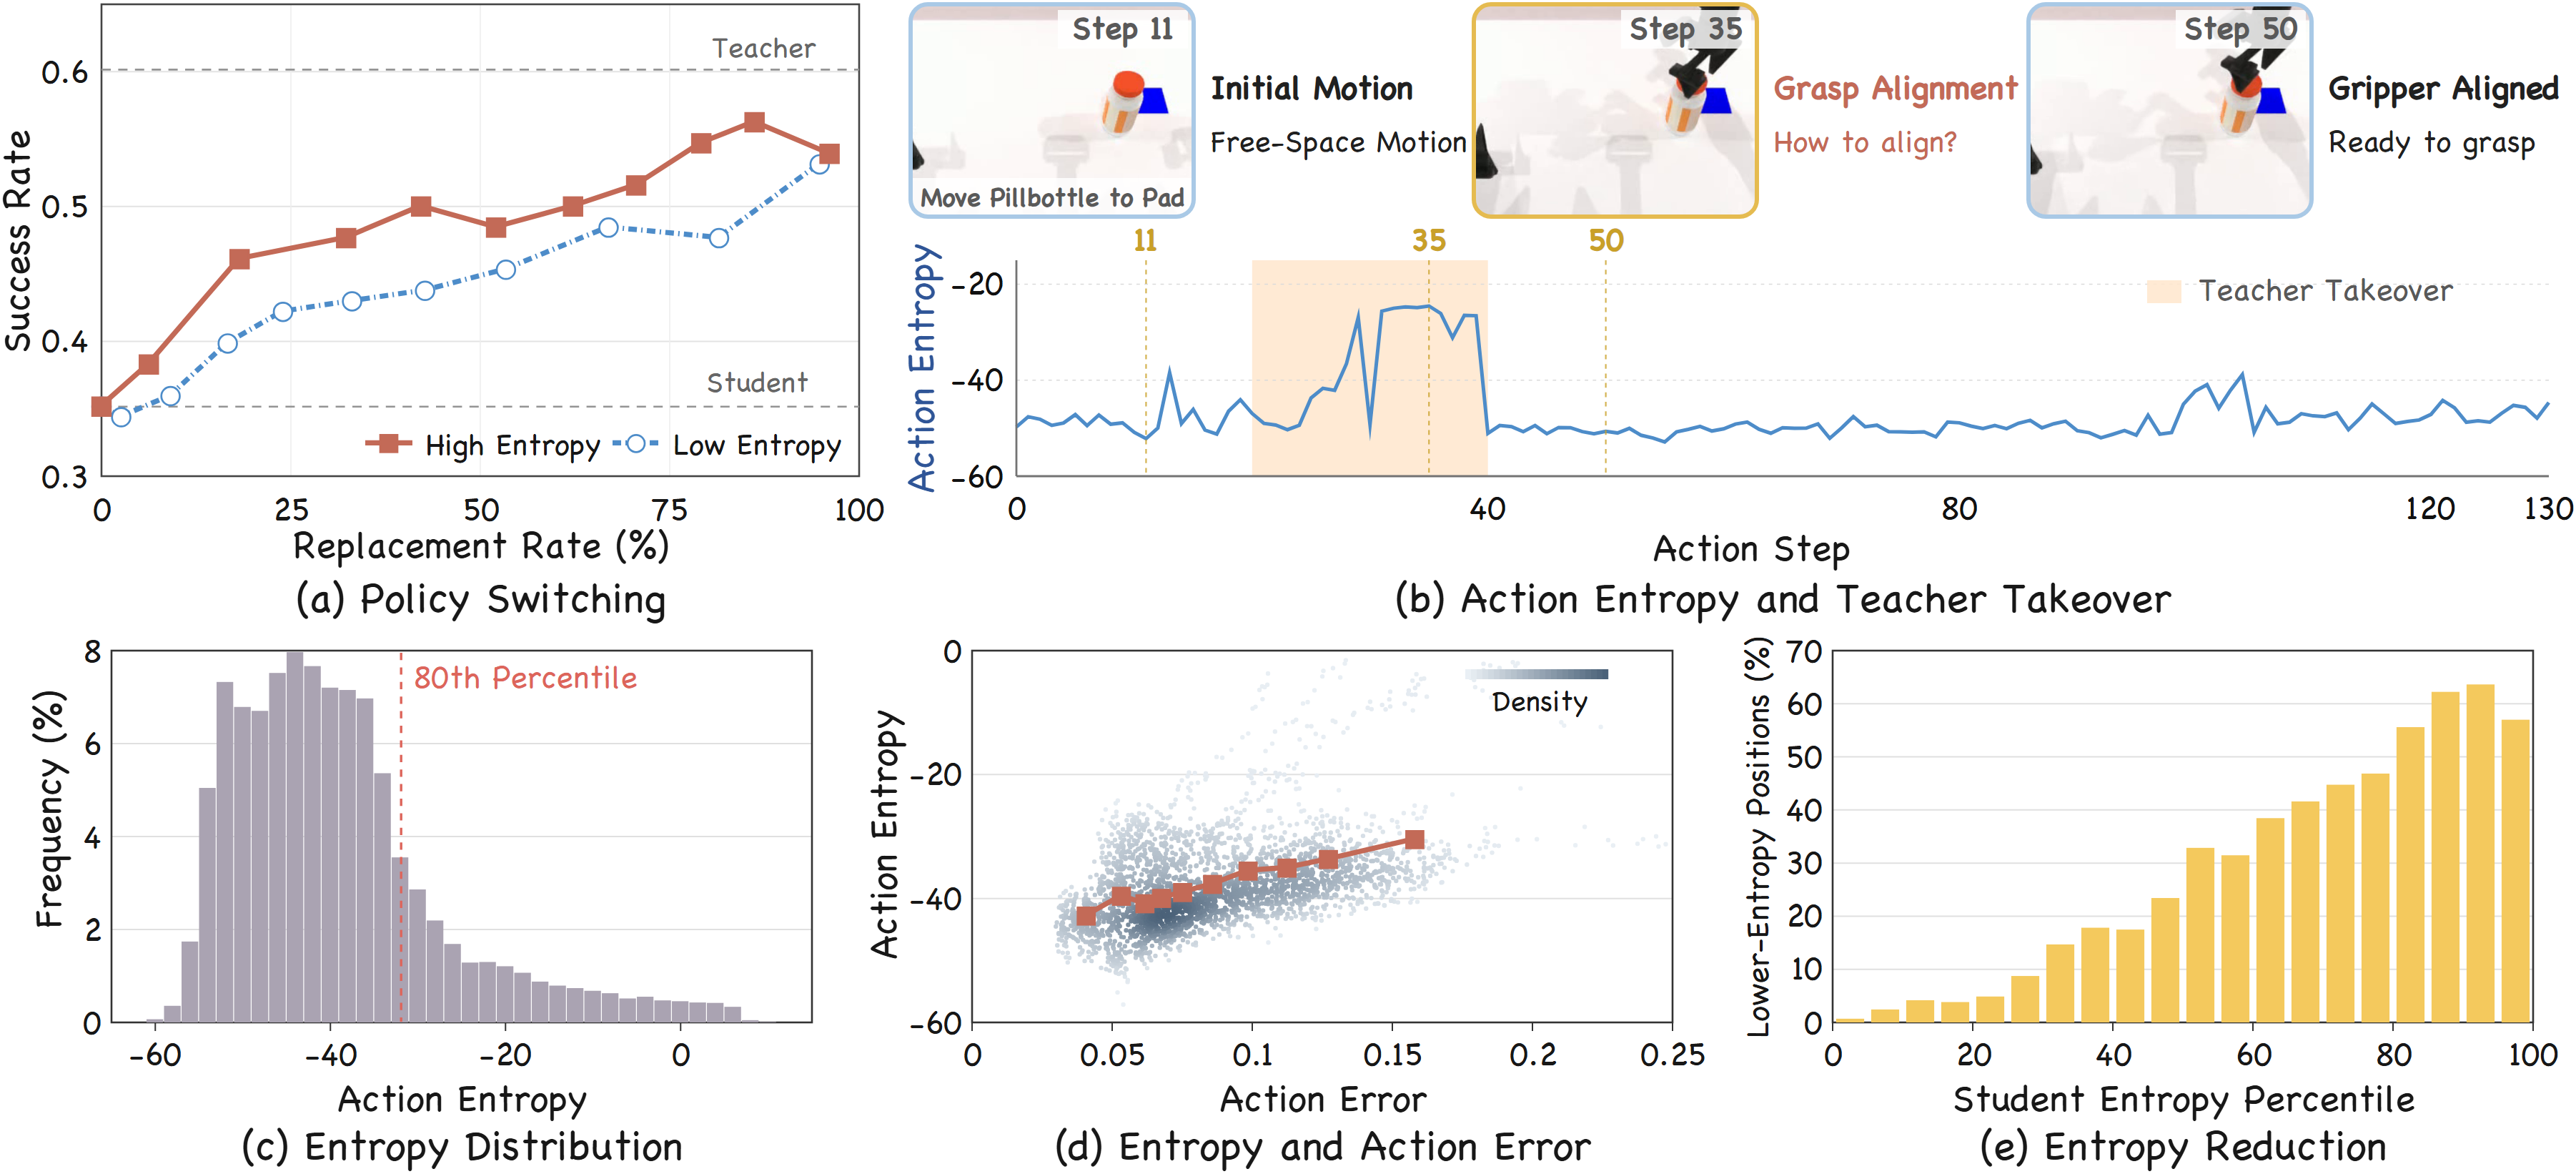 Success Rate
0.6
0.5
0.4
0.3
Teacher
Student
High Entropy
Low Entropy
0
25
50
75
100
Replacement Rate (%)
(a) Policy Switching
Step 11
Move Pillbottle to Pad
Initial Motion
Free-Space Motion
Step 35
Grasp Alignment
How to align?
Step 50
Gripper Aligned
Ready to grasp
11
35
50
Action Entropy
-20
-40
-60
Teacher Takeover
0
40
80
120
130
Action Step
(b) Action Entropy and Teacher Takeover
Frequency (%)
8
6
4
2
0
80th Percentile
-60
-40
-20
0
Action Entropy
(c) Entropy Distribution
Action Entropy
0
-20
-40
-60
Density
0
0.05
0.1
0.15
0.2
0.25
Action Error
(d) Entropy and Action Error
Lower-Entropy Positions (%)
70
60
50
40
30
20
10
0
0
20
40
60
80
100
Student Entropy Percentile
(e) Entropy Reduction